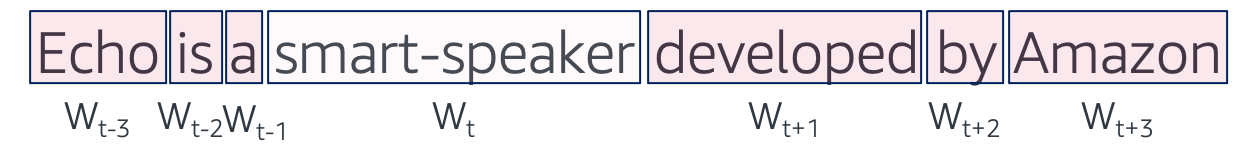 Echo is a smart-speaker developed by Amazon
Wt-3 Wt-2 Wt-1 Wt Wt+1 Wt+2 Wt+3